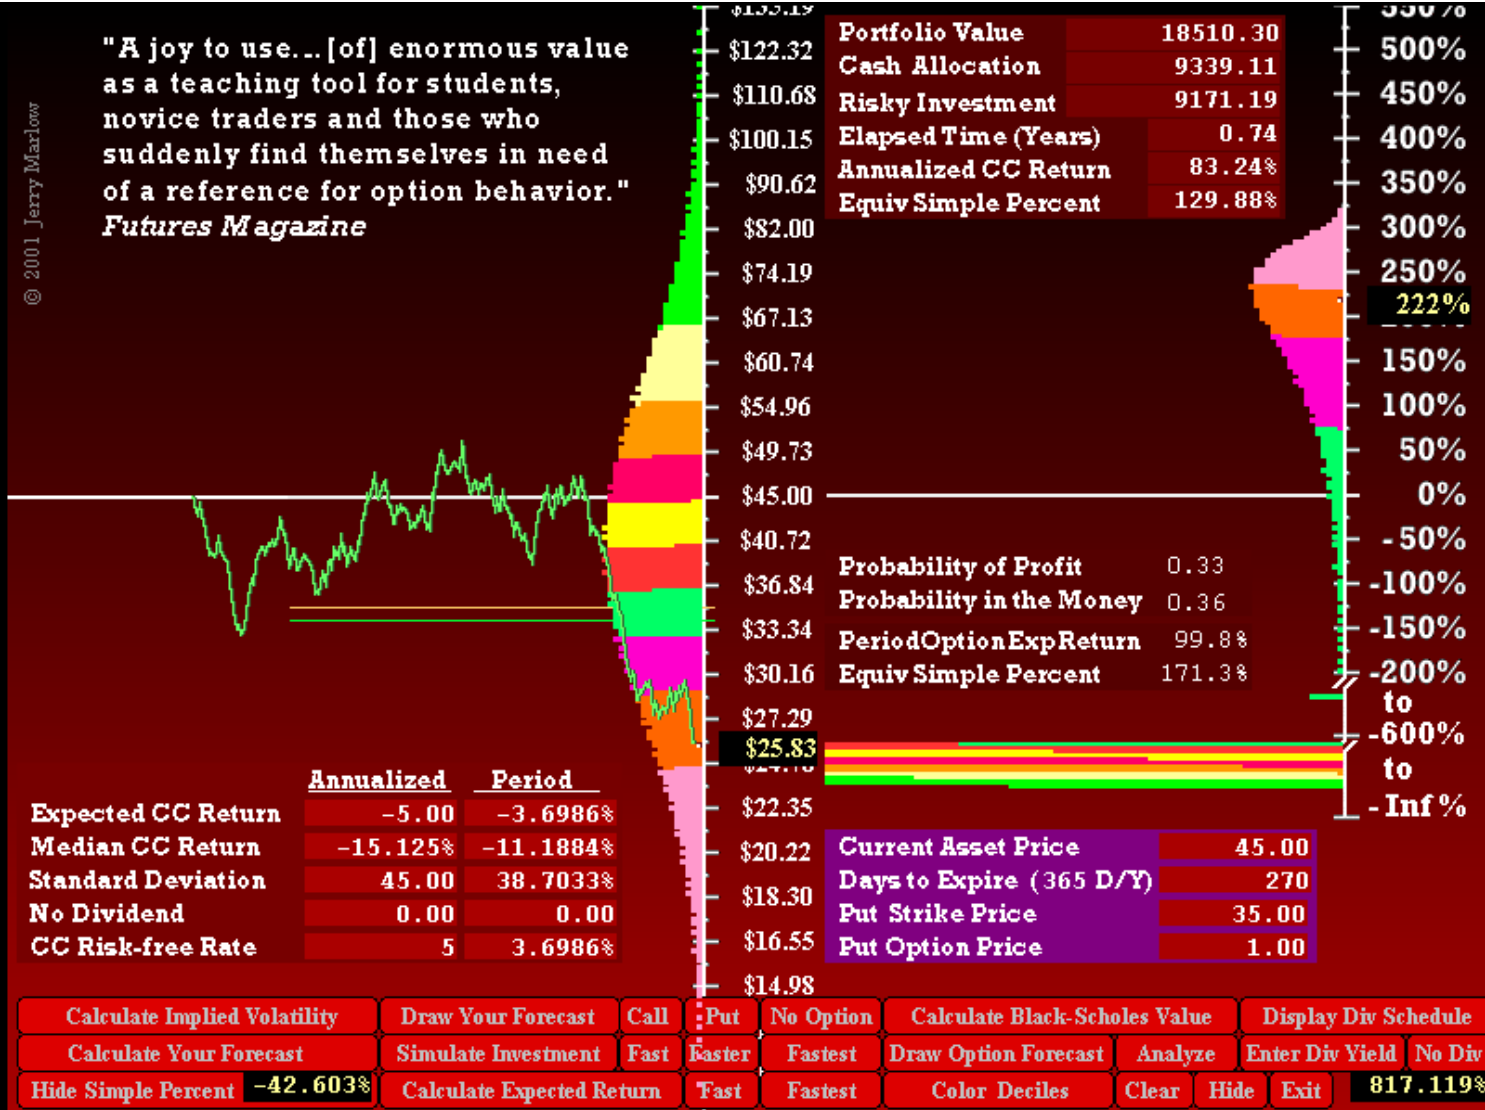 "A joy to use...[of] enormous value
as a teaching tool for students,
novice traders and those who
suddenly find themselves in need
of a reference for option behavior."
Futures Magazine
© 2001 Jerry Marlow
$133.19
$122.32
$110.68
$100.15
$90.62
$82.00
$74.19
$67.13
$60.74
$54.96
$49.73
$45.00
$40.72
$36.84
$33.34
$30.16
$27.29
$25.83
$22.35
$20.22
$18.30
$16.55
$14.98
Portfolio Value 18510.30
Cash Allocation 9339.11
Risky Investment 9171.19
Elapsed Time (Years) 0.74
Annualized CC Return 83.24%
Equiv Simple Percent 129.88%
550%
500%
450%
400%
350%
300%
250%
222%
150%
100%
50%
0%
-50%
-100%
-150%
-200%
to
-600%
to
-Inf%
Probability of Profit 0.33
Probability in the Money 0.36
Period Option Exp Return 99.8%
Equiv Simple Percent 171.3%
Annualized Period
Expected CC Return -5.00 -3.6986%
Median CC Return -15.125% -11.1884%
Standard Deviation 45.00 38.7033%
No Dividend 0.00 0.00
CC Risk-free Rate 5 3.6986%
Current Asset Price 45.00
Days to Expire (365 D/Y) 270
Put Strike Price 35.00
Put Option Price 1.00
Calculate Implied Volatility Draw Your Forecast Call Put No Option Calculate Black-Scholes Value Display Div Schedule
Calculate Your Forecast Simulate Investment Fast Faster Fastest Draw Option Forecast Analyze Enter Div Yield No Div
Hide Simple Percent -42.603% Calculate Expected Return Fast Fastest Color Deciles Clear Hide Exit 817.119%